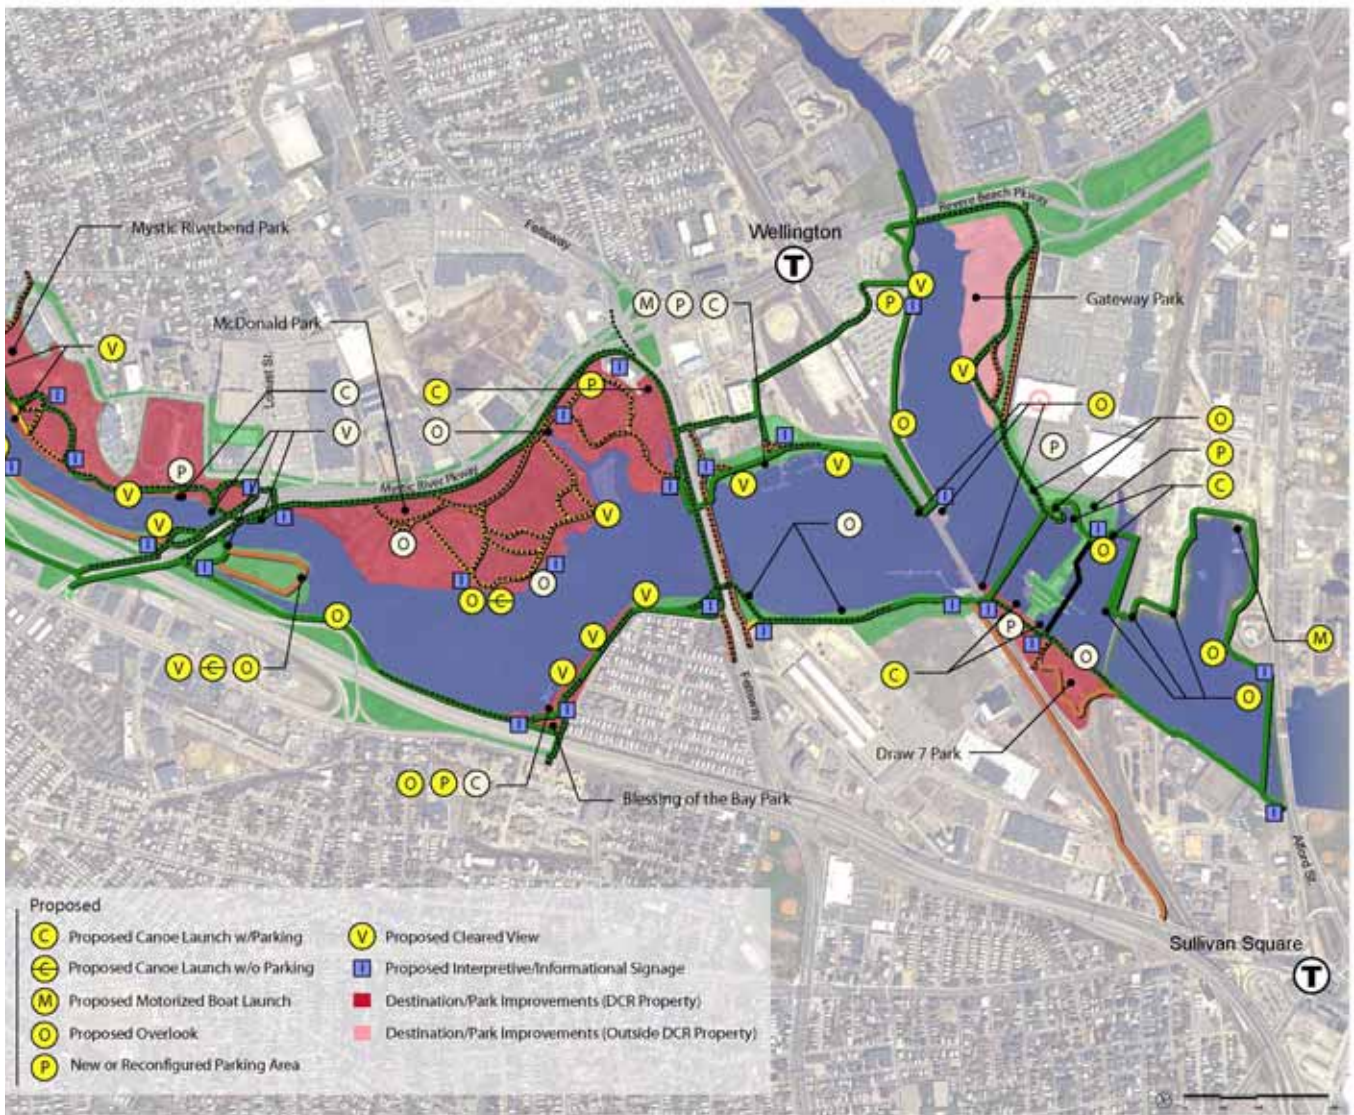 Revere Beach Pkway
Mystic Riverbend Park
Fellsway
Wellington
T
M P C
V
P
I
Gateway Park
McDonald Park
V
Locust St.
C
C
P
I
V
O
I
O
O
V
O
P
I
O
P
C
P
V
I
Mystic River Pkway
I
V
V
O
I
V
I
V
I
I
O
V
O
I
I
O
I
O C
O
I
V
I
I
I
P
I
O
M
O
V
V C O
V
C
O
I
O
V
I
I
Fellsway
Draw 7 Park
O P C
Blessing of the Bay Park
I
Alford St.
Proposed
C Proposed Canoe Launch w/Parking
C Proposed Canoe Launch w/o Parking
M Proposed Motorized Boat Launch
O Proposed Overlook
P New or Reconfigured Parking Area
V Proposed Cleared View
I Proposed Interpretive/Informational Signage
Destination/Park Improvements (DCR Property)
Destination/Park Improvements (Outside DCR Property)
Sullivan Square
T